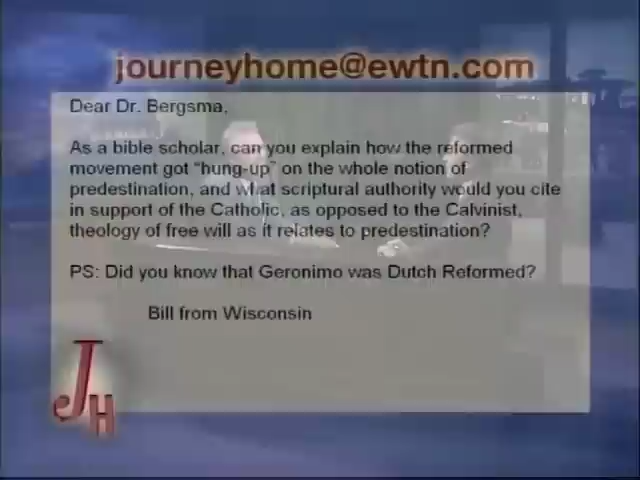 journeyhome@ewtn.com
Dear Dr. Bergsma,
As a bible scholar, can you explain how the reformed
movement got "hung-up" on the whole notion of
predestination, and what scriptural authority would you cite
in support of the Catholic, as opposed to the Calvinist,
theology of free will as it relates to predestination?
PS: Did you know that Geronimo was Dutch Reformed?
Bill from Wisconsin
JH